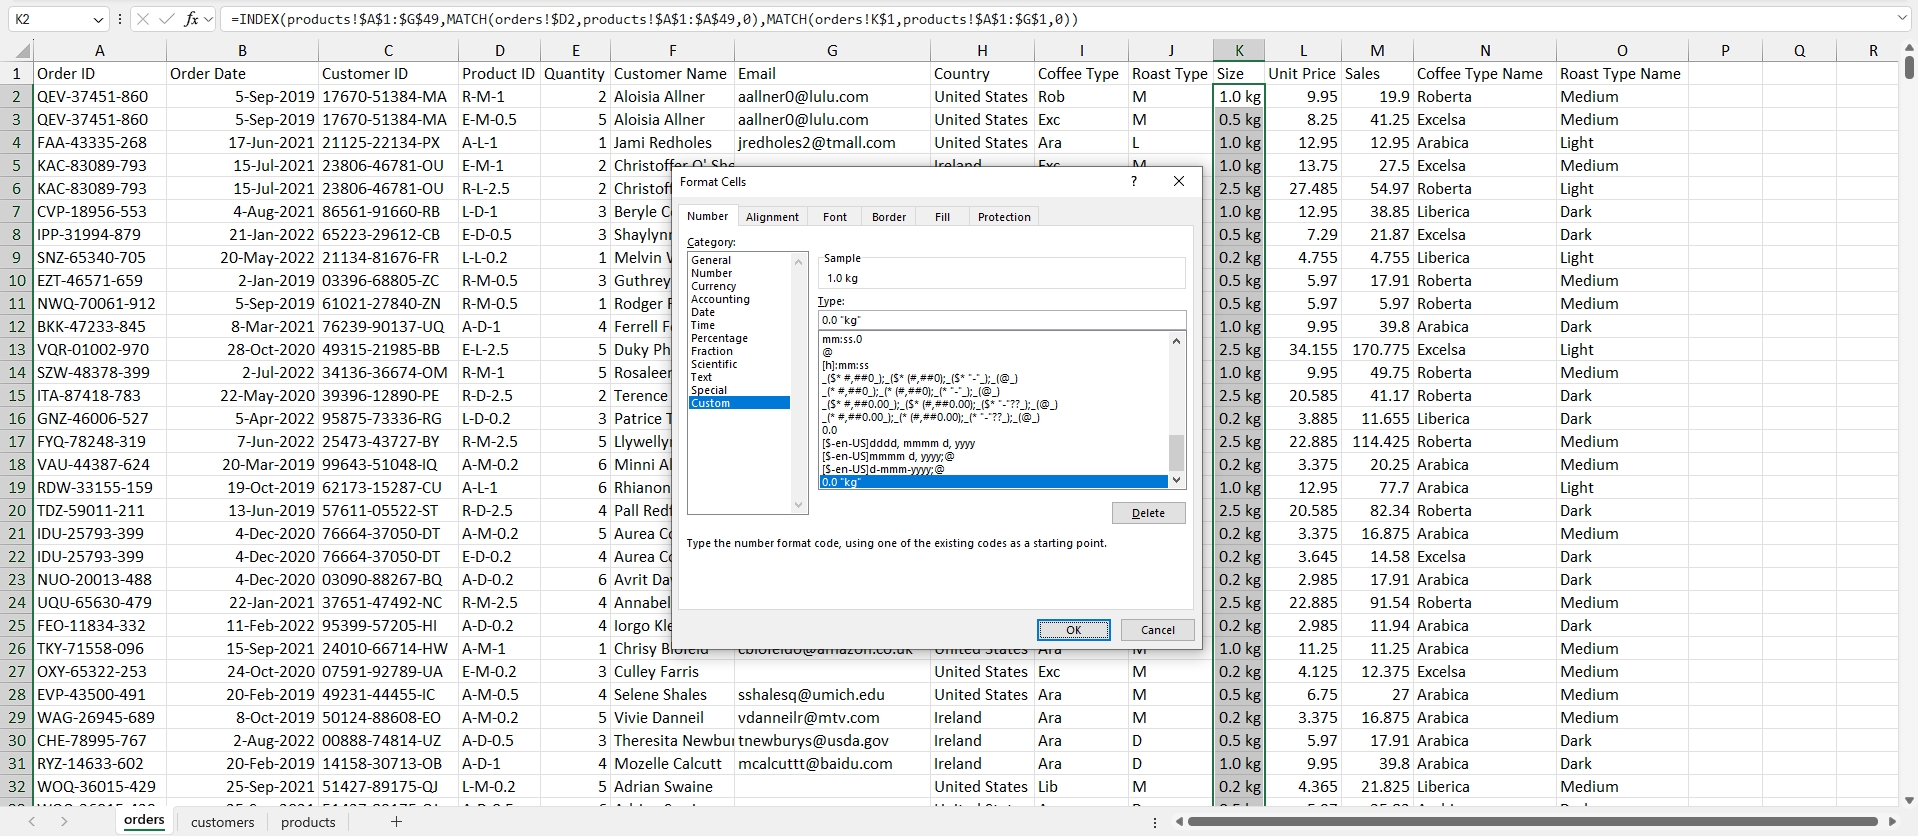 K2 fx =INDEX(products!$A$1:$G$49,MATCH(orders!$D2,products!$A$1:$A$49,0),MATCH(orders!K$1,products!$A$1:$G$1,0))
A B C D E F G H I J K L M N O P Q R
1 Order ID Order Date Customer ID Product ID Quantity Customer Name Email Country Coffee Type Roast Type Size Unit Price Sales Coffee Type Name Roast Type Name
2 QEV-37451-860 5-Sep-2019 17670-51384-MA R-M-1 2 Aloisia Allner aallner0@lulu.com United States Rob M 1.0 kg 9.95 19.9 Roberta Medium
3 QEV-37451-860 5-Sep-2019 17670-51384-MA E-M-0.5 5 Aloisia Allner aallner0@lulu.com United States Exc M 0.5 kg 8.25 41.25 Excelsa Medium
4 FAA-43335-268 17-Jun-2021 21125-22134-PX A-L-1 1 Jami Redholes jredholes2@tmall.com United States Ara L 1.0 kg 12.95 12.95 Arabica Light
5 KAC-83089-793 15-Jul-2021 23806-46781-OU E-M-1 2 Christoffer O' She Ireland Exc M 1.0 kg 13.75 27.5 Excelsa Medium
6 KAC-83089-793 15-Jul-2021 23806-46781-OU R-L-2.5 2 Christoff 2.5 kg 27.485 54.97 Roberta Light
7 CVP-18956-553 4-Aug-2021 86561-91660-RB L-D-1 3 Beryle C 1.0 kg 12.95 38.85 Liberica Dark
8 IPP-31994-879 21-Jan-2022 65223-29612-CB E-D-0.5 3 Shaylyn 0.5 kg 7.29 21.87 Excelsa Dark
9 SNZ-65340-705 20-May-2022 21134-81676-FR L-L-0.2 1 Melvin 0.2 kg 4.755 4.755 Liberica Light
10 EZT-46571-659 2-Jan-2019 03396-68805-ZC R-M-0.5 3 Guthrey 0.5 kg 5.97 17.91 Roberta Medium
11 NWQ-70061-912 5-Sep-2019 61021-27840-ZN R-M-0.5 1 Rodger 0.5 kg 5.97 5.97 Roberta Medium
12 BKK-47233-845 8-Mar-2021 76239-90137-UQ A-D-1 4 Ferrell F 1.0 kg 9.95 39.8 Arabica Dark
13 VQR-01002-970 28-Oct-2020 49315-21985-BB E-L-2.5 5 Duky Ph 2.5 kg 34.155 170.775 Excelsa Light
14 SZW-48378-399 2-Jul-2022 34136-36674-OM R-M-1 5 Rosaleen 1.0 kg 9.95 49.75 Roberta Medium
15 ITA-87418-783 22-May-2020 39396-12890-PE R-D-2.5 2 Terence 2.5 kg 20.585 41.17 Roberta Dark
16 GNZ-46006-527 5-Apr-2022 95875-73336-RG L-D-0.2 3 Patrice T 0.2 kg 3.885 11.655 Liberica Dark
17 FYQ-78248-319 7-Jun-2022 25473-43727-BY R-M-2.5 5 Llywelly 2.5 kg 22.885 114.425 Roberta Medium
18 VAU-44387-624 20-Mar-2019 99643-51048-IQ A-M-0.2 6 Minni A 0.2 kg 3.375 20.25 Arabica Medium
19 RDW-33155-159 19-Oct-2019 62173-15287-CU A-L-1 6 Rhianon 1.0 kg 12.95 77.7 Arabica Light
20 TDZ-59011-211 13-Jun-2019 57611-05522-ST R-D-2.5 4 Pall Red 2.5 kg 20.585 82.34 Roberta Dark
21 IDU-25793-399 4-Dec-2020 76664-37050-DT A-M-0.2 5 Aurea C 0.2 kg 3.375 16.875 Arabica Medium
22 IDU-25793-399 4-Dec-2020 76664-37050-DT E-D-0.2 4 Aurea C 0.2 kg 3.645 14.58 Excelsa Dark
23 NUO-20013-488 4-Dec-2020 03090-88267-BQ A-D-0.2 6 Avrit Da 0.2 kg 2.985 17.91 Arabica Dark
24 UQU-65630-479 22-Jan-2021 37651-47492-NC R-M-2.5 4 Annabel 2.5 kg 22.885 91.54 Roberta Medium
25 FEO-11834-332 11-Feb-2022 95399-57205-HI A-D-0.2 4 Iorgo Kle 0.2 kg 2.985 11.94 Arabica Dark
26 TKY-71558-096 15-Sep-2021 24010-66714-HW A-M-1 1 Chrisy Blofeld cblofeldo@amazon.co.uk United States Ara M 1.0 kg 11.25 11.25 Arabica Medium
27 OXY-65322-253 24-Oct-2020 07591-92789-UA E-M-0.2 3 Culley Farris United States Exc M 0.2 kg 4.125 12.375 Excelsa Medium
28 EVP-43500-491 20-Feb-2019 49231-44455-IC A-M-0.5 4 Selene Shales sshalesq@umich.edu United States Ara M 0.5 kg 6.75 27 Arabica Medium
29 WAG-26945-689 8-Oct-2019 50124-88608-EO A-M-0.2 5 Vivie Danneil vdanneilr@mtv.com Ireland Ara M 0.2 kg 3.375 16.875 Arabica Medium
30 CHE-78995-767 2-Aug-2022 00888-74814-UZ A-D-0.5 3 Theresita Newbur tnewburys@usda.gov Ireland Ara D 0.5 kg 5.97 17.91 Arabica Dark
31 RYZ-14633-602 20-Feb-2019 14158-30713-OB A-D-1 4 Mozelle Calcutt mcalcuttt@baidu.com Ireland Ara D 1.0 kg 9.95 39.8 Arabica Dark
32 WOQ-36015-429 25-Sep-2021 51427-89175-QJ L-M-0.2 5 Adrian Swaine United States Lib M 0.2 kg 4.365 21.825 Liberica Medium
Format Cells ?
Number Alignment Font Border Fill Protection
Category:
General
Number
Currency
Accounting
Date
Time
Percentage
Fraction
Scientific
Text
Special
Custom
Sample
1.0 kg
Type:
0.0 "kg"
mm:ss.0
@
[h]:mm:ss
_($* #,##0_);_($* (#,##0);_($* "-"_);_(@_)
_(* #,##0_);_(* (#,##0);_(* "-"_);_(@_)
_($* #,##0.00_);_($* (#,##0.00);_($* "-"??_);_(@_)
_(* #,##0.00_);_(* (#,##0.00);_(* "-"??_);_(@_)
0.0
[$-en-US]dddd, mmmm d, yyyy
[$-en-US]mmmm d, yyyy;@
[$-en-US]d-mmm-yyyy;@
0.0 "kg"
Delete
Type the number format code, using one of the existing codes as a starting point.
OK Cancel
orders customers products +